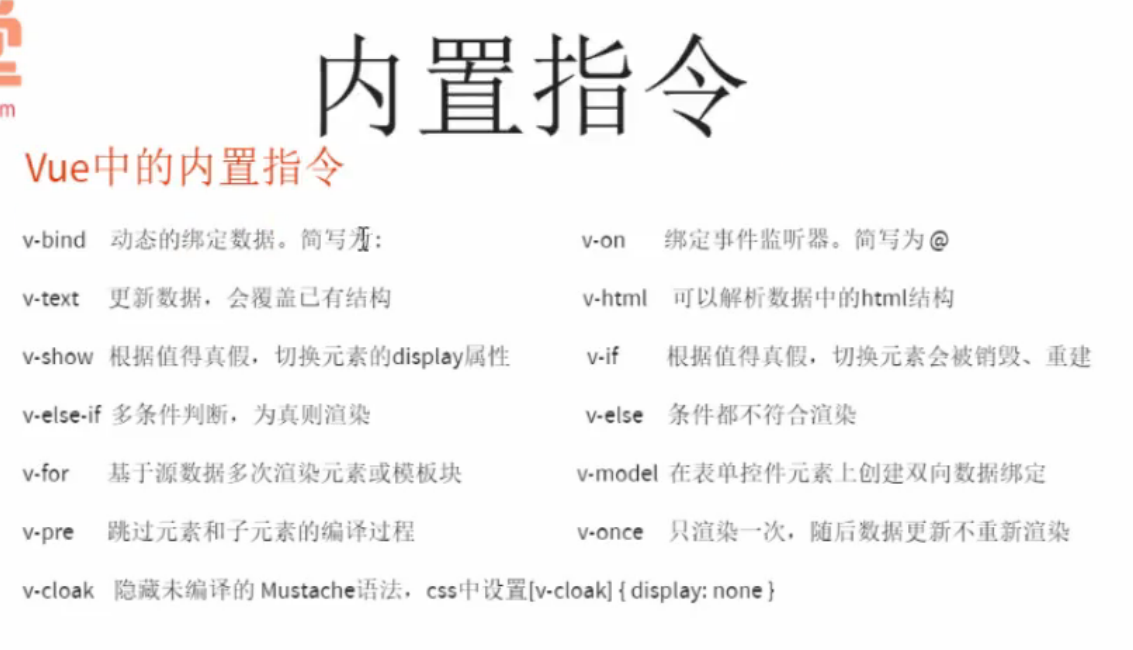 内置指令
m
Vue中的内置指令
v-bind 动态的绑定数据。简写为: v-on 绑定事件监听器。简写为@
v-text 更新数据，会覆盖已有结构 v-html 可以解析数据中的html结构
v-show 根据值得真假，切换元素的display属性 v-if 根据值得真假，切换元素会被销毁、重建
v-else-if 多条件判断，为真则渲染 v-else 条件都不符合渲染
v-for 基于源数据多次渲染元素或模板块 v-model 在表单控件元素上创建双向数据绑定
v-pre 跳过元素和子元素的编译过程 v-once 只渲染一次，随后数据更新不重新渲染
v-cloak 隐藏未编译的 Mustache语法，css中设置[v-cloak] { display: none }